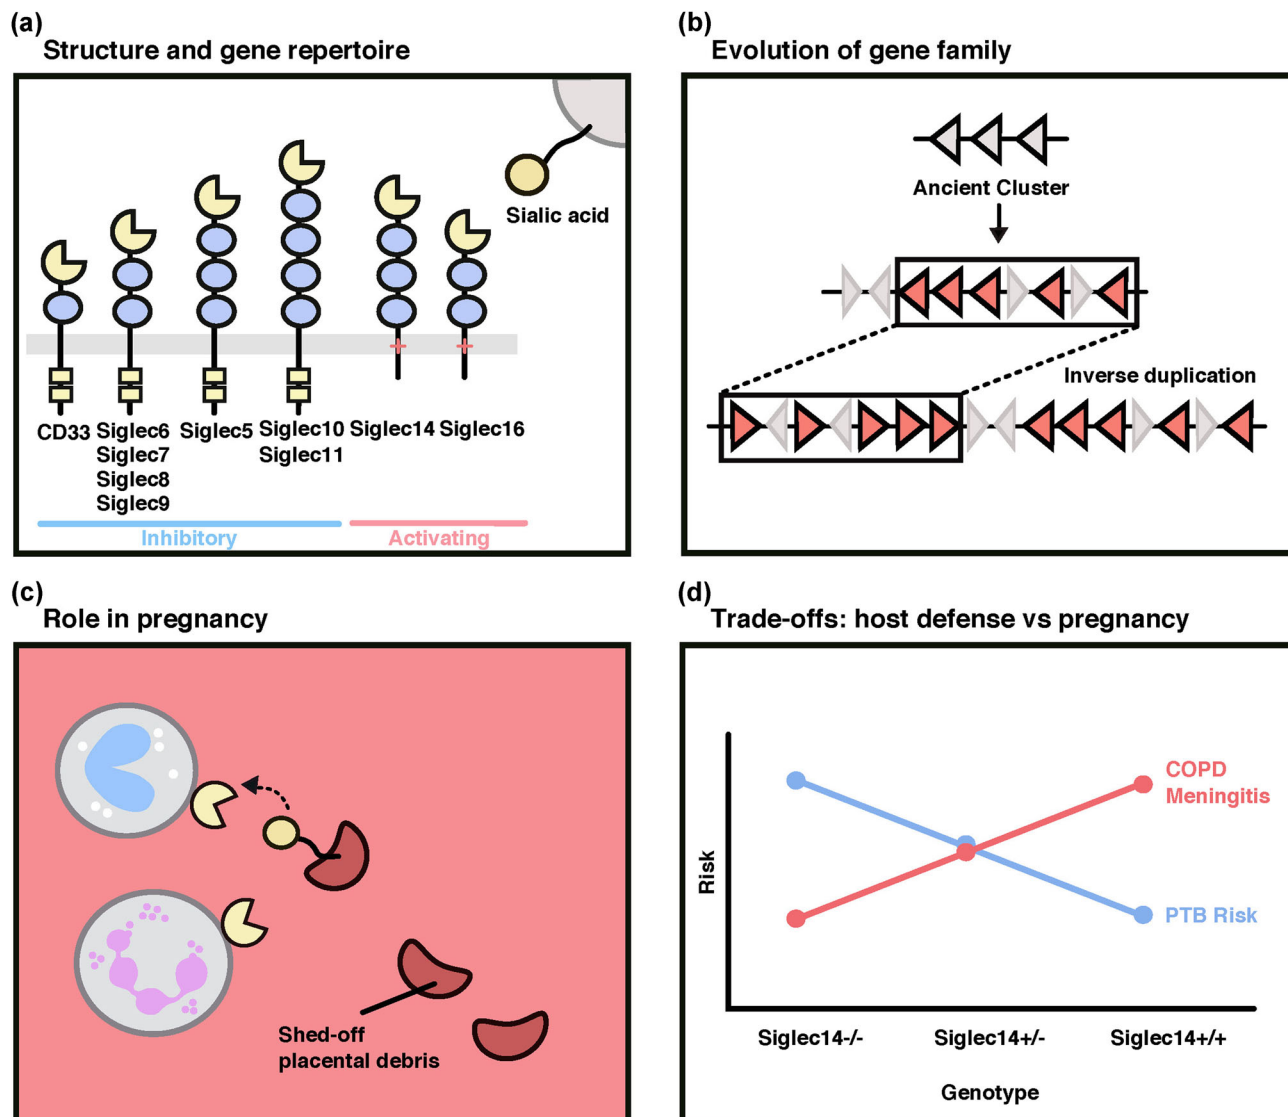 (a)
Structure and gene repertoire
Sialic acid
CD33
Siglec6
Siglec7
Siglec8
Siglec9
Siglec5
Siglec10
Siglec11
Siglec14
Siglec16
Inhibitory
Activating
(b)
Evolution of gene family
Ancient Cluster
Inverse duplication
(c)
Role in pregnancy
Shed-off
placental debris
(d)
Trade-offs: host defense vs pregnancy
Risk
COPD
Meningitis
PTB Risk
Siglec14-/-
Siglec14+/-
Siglec14+/+
Genotype